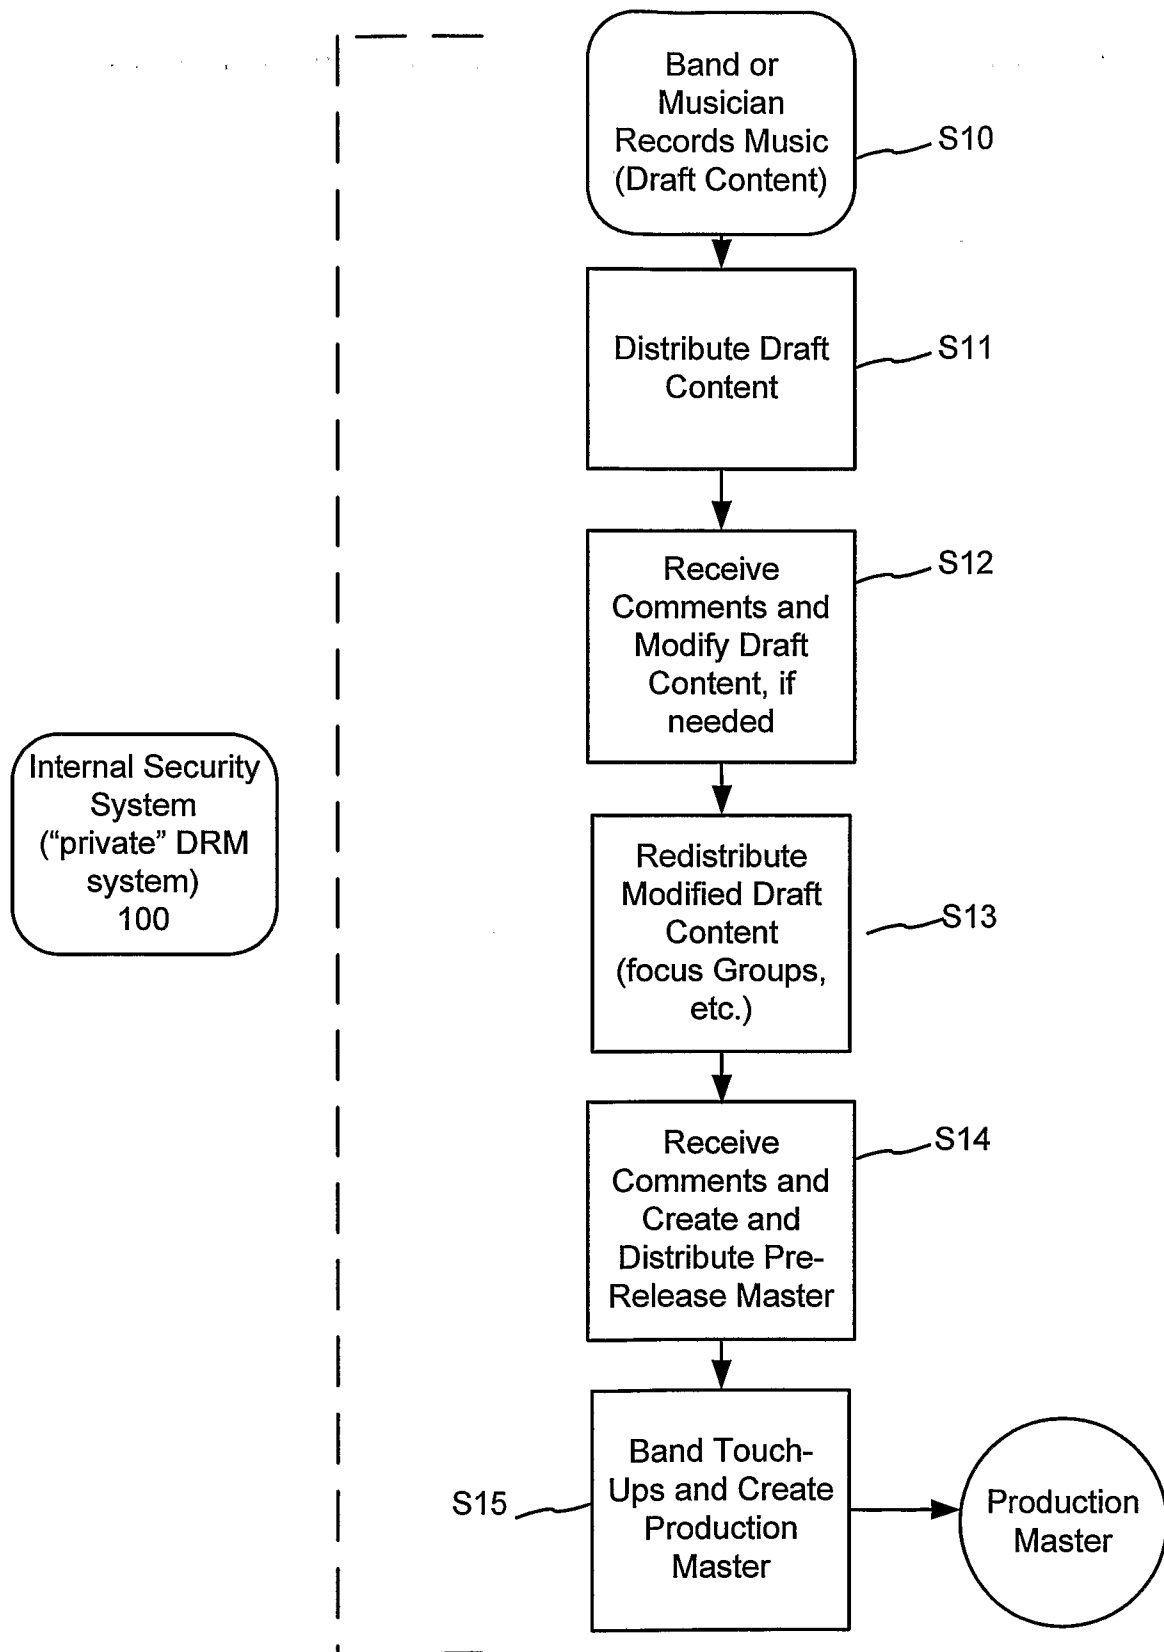 Band or
Musician
Records Music
(Draft Content)
S10
Distribute Draft
Content
S11
Receive
Comments and
Modify Draft
Content, if
needed
S12
Internal Security
System
(“private” DRM
system)
100
Redistribute
Modified Draft
Content
(focus Groups,
etc.)
S13
Receive
Comments and
Create and
Distribute Pre-
Release Master
S14
Band Touch-
Ups and Create
Production
Master
S15
Production
Master